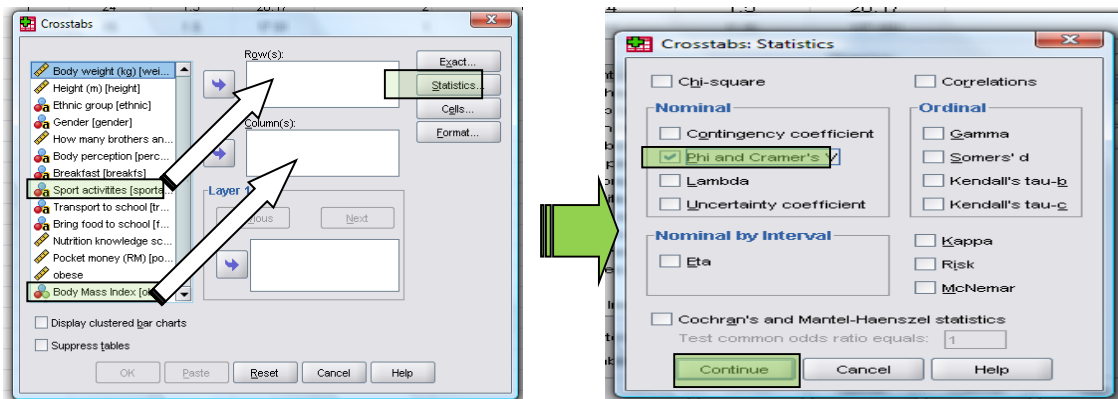 Crosstabs
Row(s):
Body weight (kg) [wei...
Height (m) [height]
Ethnic group [ethnic]
Gender [gender]
How many brothers an...
Body perception [perc...
Breakfast [breakfs]
Sport activitites [sporta...
Transport to school [tr...
Bring food to school [f...
Nutrition knowledge sc...
Pocket money (RM) [po...
obese
Body Mass Index [o
Column(s):
Layer 1
Next
Exact...
Statistics...
Cells...
Format...
Display clustered bar charts
Suppress tables
OK Paste Reset Cancel Help
Crosstabs: Statistics
Chi-square Correlations
Nominal
Contingency coefficient
Phi and Cramer's V
Lambda
Uncertainty coefficient
Ordinal
Gamma
Somers' d
Kendall's tau-b
Kendall's tau-c
Nominal by Interval
Eta
Kappa
Risk
McNemar
Cochran's and Mantel-Haenszel statistics
Test common odds ratio equals: 1
Continue Cancel Help